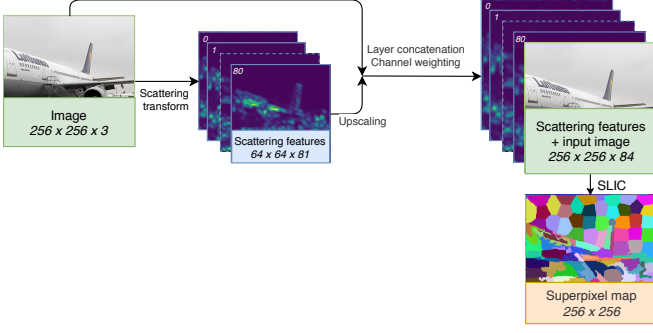 Lufthansa
Image
256 x 256 x 3
Scattering
transform
0
1
80
Scattering features
64 x 64 x 81
Upscaling
Layer concatenation
Channel weighting
0
1
80
Scattering features
+ input image
256 x 256 x 84
SLIC
Superpixel map
256 x 256